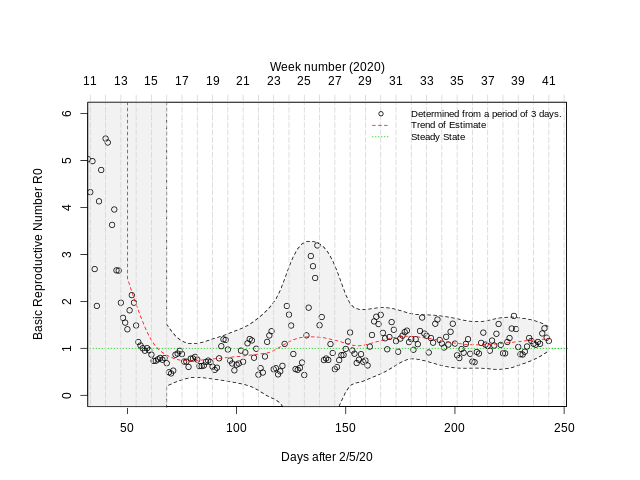 Week number (2020)
11 13 15 17 19 21 23 25 27 29 31 33 35 37 39 41
Determined from a period of 3 days.
Trend of Estimate
Steady State
Basic Reproductive Number R0
6
5
4
3
2
1
0
50 100 150 200 250
Days after 2/5/20